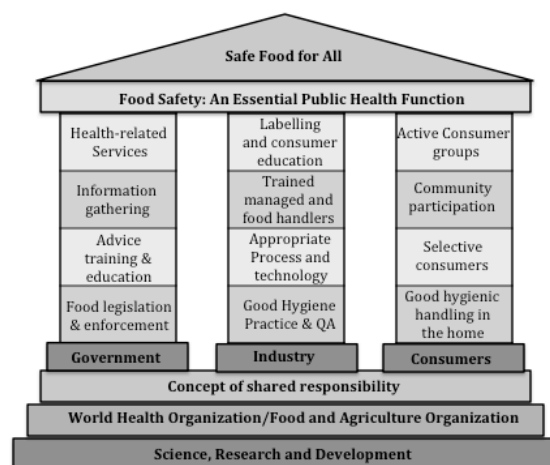 Safe Food for All
Food Safety: An Essential Public Health Function
Health-related
Services
Information
gathering
Advice
training &
education
Food legislation
& enforcement
Government
Labelling
and consumer
education
Trained
managed and
food handlers
Appropriate
Process and
technology
Good Hygiene
Practice & QA
Industry
Active Consumer
groups
Community
participation
Selective
consumers
Good hygienic
handling in
the home
Consumers
Concept of shared responsibility
World Health Organization/Food and Agriculture Organization
Science, Research and Development